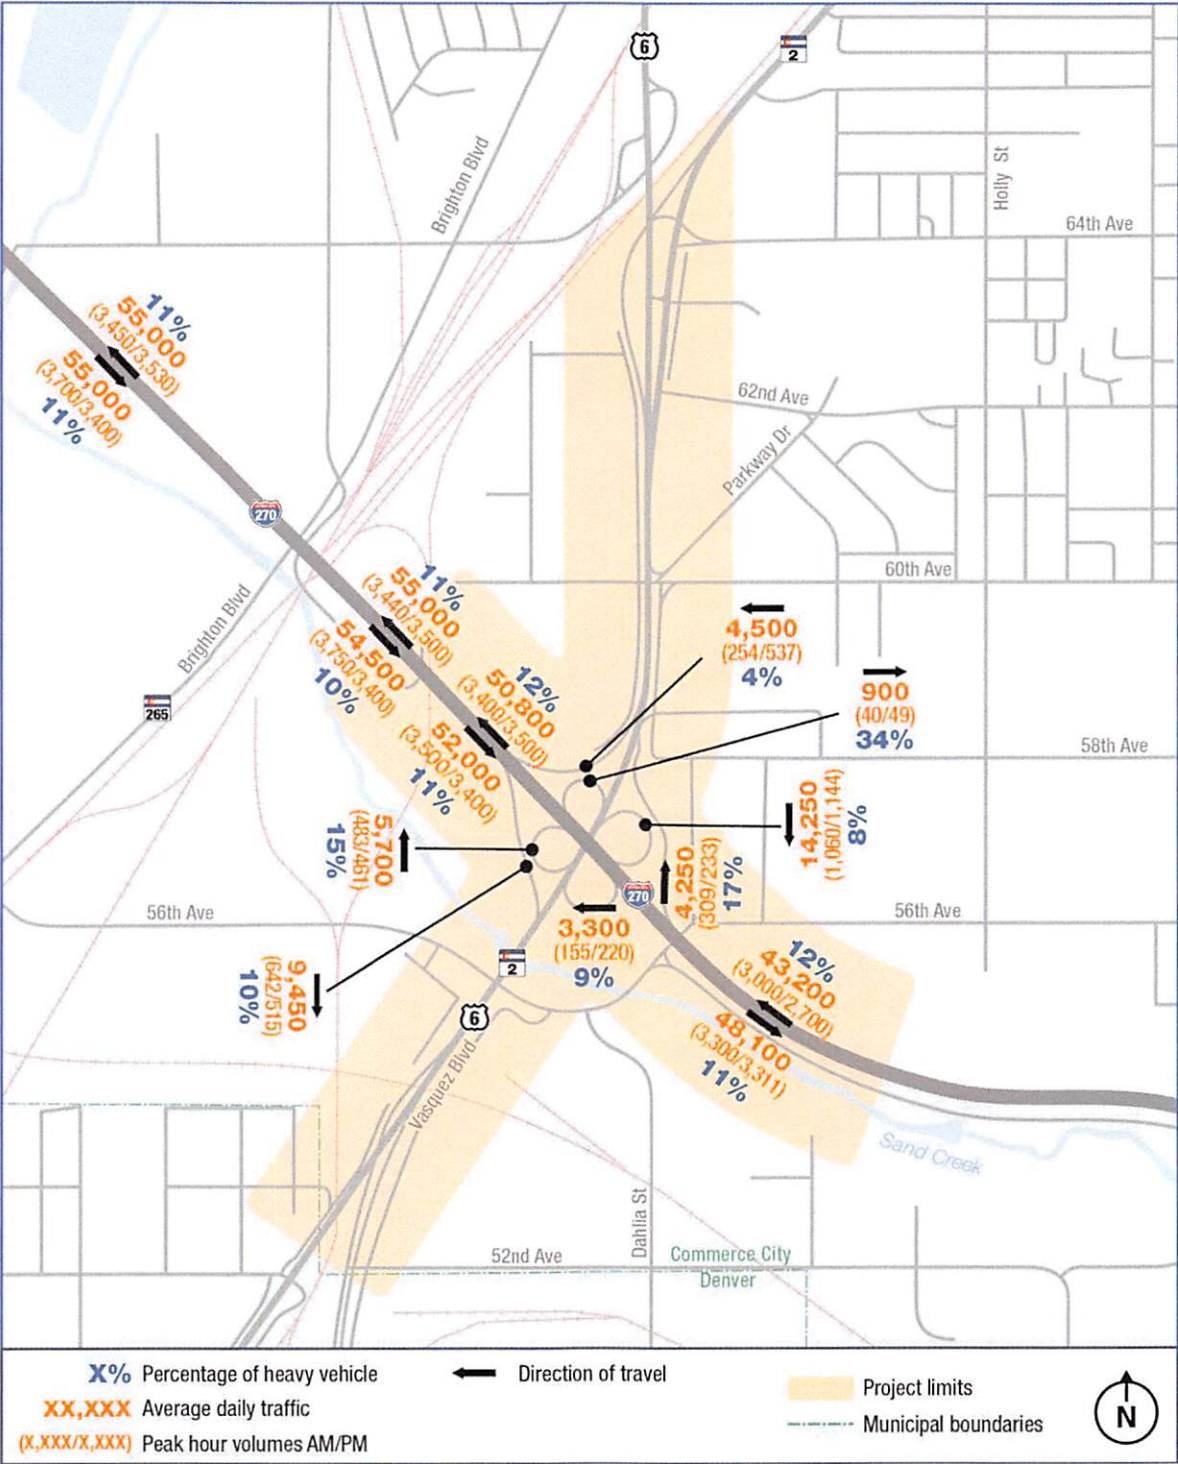 6
2
Brighton Blvd
Holly St
64th Ave
11%
55,000
(3,450/3,530)
55,000
(3,700/3,400)
11%
62nd Ave
Parkway Dr
270
60th Ave
11%
55,000
(3,440/3,500)
54,500
(3,750/3,400)
10%
Brighton Blvd
265
4,500
(254/537)
4%
900
(40/49)
34%
12%
50,800
(3,400/3,500)
52,000
(3,500/3,400)
11%
58th Ave
5,700
(483/461)
15%
14,250
(1,060/1,144)
8%
4,250
(309/233)
17%
270
56th Ave
56th Ave
3,300
(155/220)
9%
2
9,450
(642/515)
10%
6
12%
43,200
(3,000/2,700)
48,100
(3,300/3,311)
11%
Vasquez Blvd
Sand Creek
Dahlia St
52nd Ave
Commerce City
Denver
X% Percentage of heavy vehicle
XX,XXX Average daily traffic
(X,XXX/X,XXX) Peak hour volumes AM/PM
Direction of travel
Project limits
Municipal boundaries
N